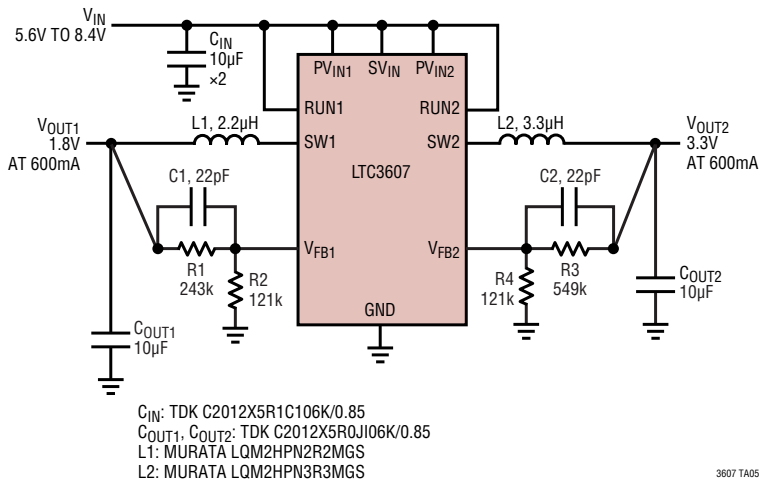 VIN
5.6V TO 8.4V
CIN
10µF
×2
PVIN1 SVIN PVIN2
RUN1 RUN2
VOUT1
1.8V
AT 600mA
L1, 2.2µH
SW1 SW2
L2, 3.3µH
VOUT2
3.3V
AT 600mA
LTC3607
C1, 22pF
C2, 22pF
VFB1 VFB2
R1
243k
R2
121k
R4
121k
R3
549k
GND
COUT1
10µF
COUT2
10µF
CIN: TDK C2012X5R1C106K/0.85
COUT1, COUT2: TDK C2012X5R0JI06K/0.85
L1: MURATA LQM2HPN2R2MGS
L2: MURATA LQM2HPN3R3MGS
3607 TA05